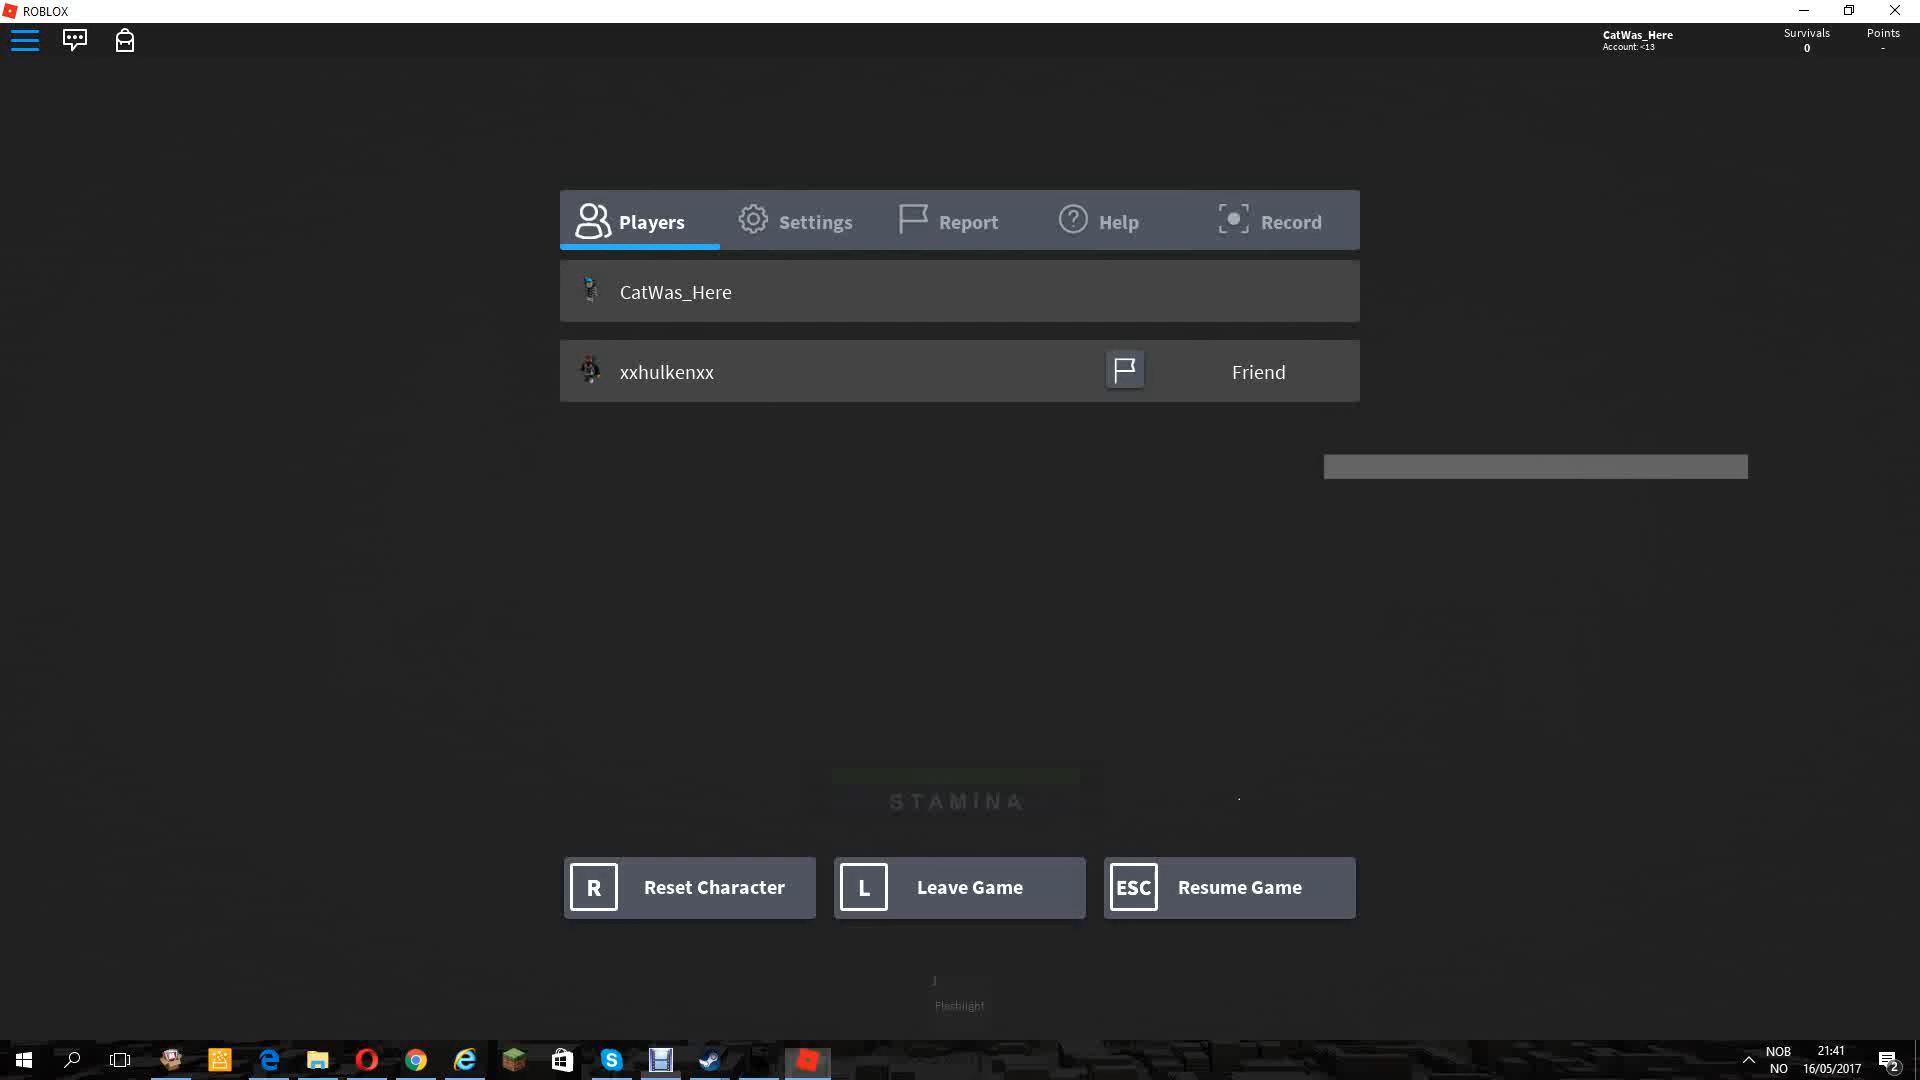 ROBLOX
CatWas_Here
Account: <13
Survivals
0
Points
-
Players
Settings
Report
Help
Record
CatWas_Here
xxhulkenxx
Friend
STAMINA
R
Reset Character
L
Leave Game
ESC
Resume Game
Flashlight
NOB
NO
21:41
16/05/2017
2